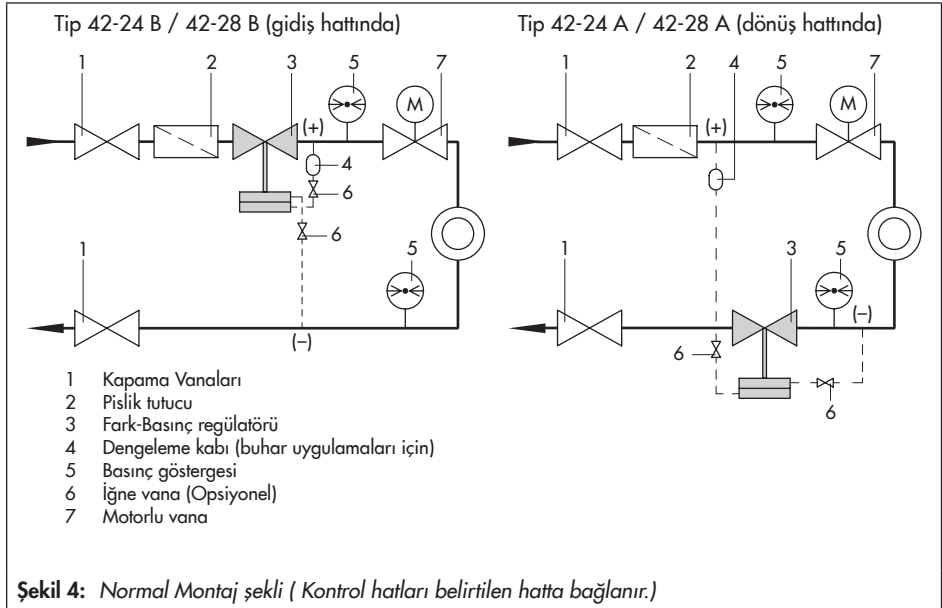 Tip 42-24 B / 42-28 B (gidiş hattında)
1 2 3 5 7
M
(+)
4
6
6
1
5
(–)
Tip 42-24 A / 42-28 A (dönüş hattında)
1 2 4 5 7
M
(+)
1
3
5
(–)
6
6
1 Kapama Vanaları
2 Pislik tutucu
3 Fark-Basınç regülatörü
4 Dengeleme kabı (buhar uygulamaları için)
5 Basınç göstergesi
6 İğne vana (Opsiyonel)
7 Motorlu vana
Şekil 4: Normal Montaj şekli ( Kontrol hatları belirtilen hatta bağlanır.)